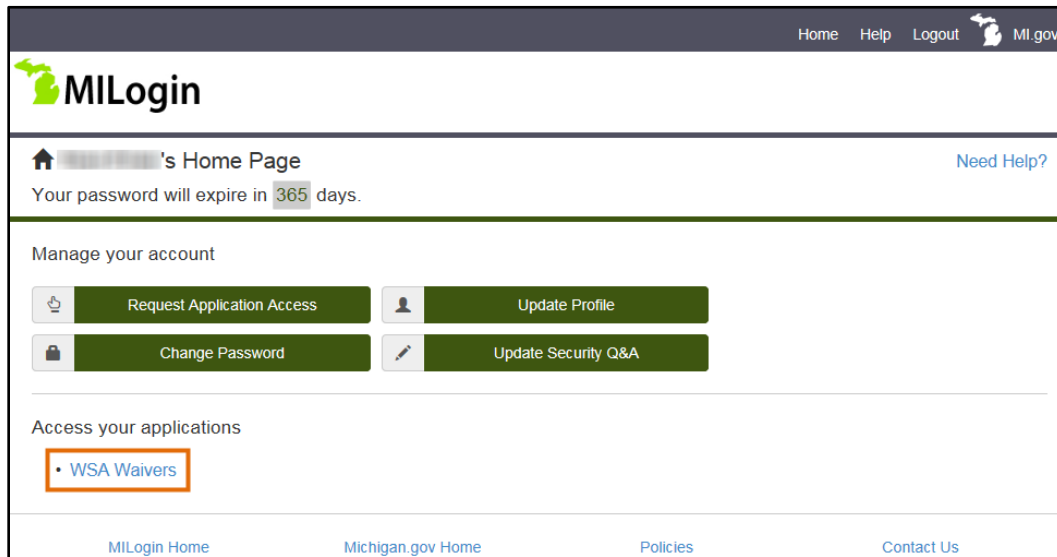 Home Help Logout MI.gov
MILogin
's Home Page
Need Help?
Your password will expire in 365 days.
Manage your account
Request Application Access
Update Profile
Change Password
Update Security Q&A
Access your applications
• WSA Waivers
MILogin Home Michigan.gov Home Policies Contact Us